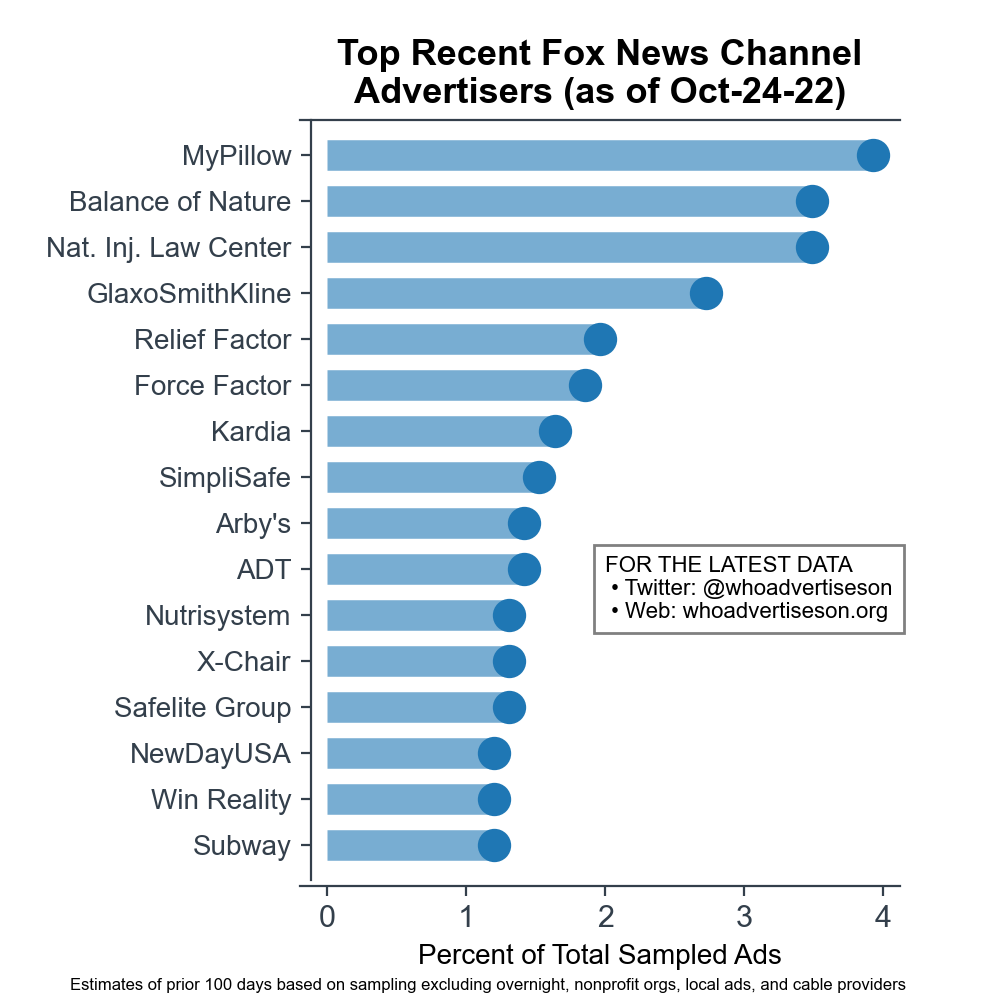 Top Recent Fox News Channel
Advertisers (as of Oct-24-22)
MyPillow
Balance of Nature
Nat. Inj. Law Center
GlaxoSmithKline
Relief Factor
Force Factor
Kardia
SimpliSafe
Arby's
ADT
Nutrisystem
X-Chair
Safelite Group
NewDayUSA
Win Reality
Subway
FOR THE LATEST DATA
• Twitter: @whoadvertiseson
• Web: whoadvertiseson.org
0 1 2 3 4
Percent of Total Sampled Ads
Estimates of prior 100 days based on sampling excluding overnight, nonprofit orgs, local ads, and cable providers